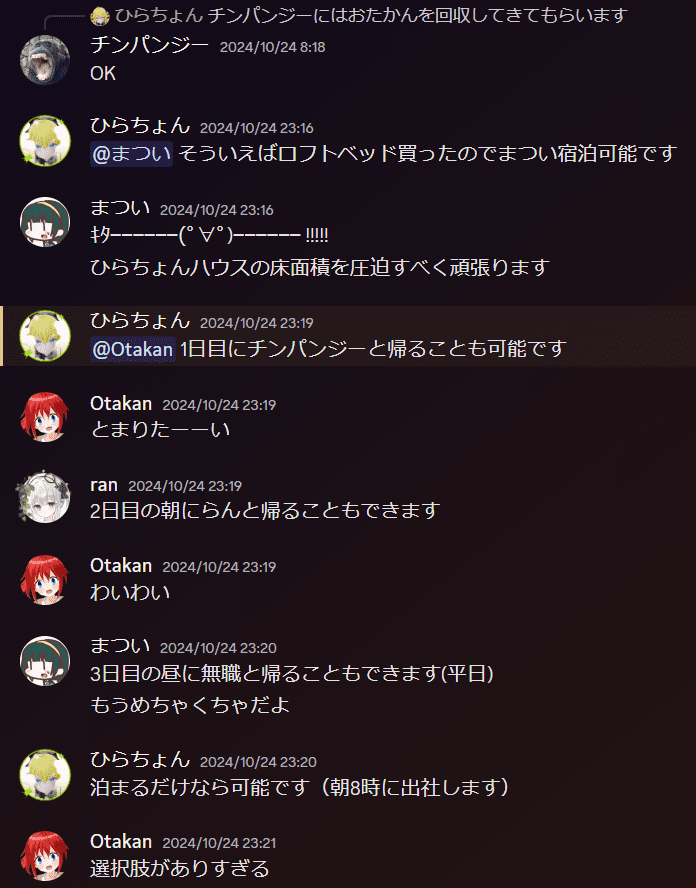 ひらちょん チンパンジーにはおたかんを回収してきてもらいます
チンパンジー 2024/10/24 8:18
OK
ひらちょん 2024/10/24 23:16
@まつい そういえばロフトベッド買ったのでまつい宿泊可能です
まつい 2024/10/24 23:16
ｷﾀｰｰｰｰｰｰ(ﾟ∀ﾟ)ｰｰｰｰｰｰ !!!!!
ひらちょんハウスの床面積を圧迫すべく頑張ります
ひらちょん 2024/10/24 23:19
@Otakan 1日目にチンパンジーと帰ることも可能です
Otakan 2024/10/24 23:19
とまりたーーい
ran 2024/10/24 23:19
2日目の朝にらんと帰ることもできます
Otakan 2024/10/24 23:19
わいわい
まつい 2024/10/24 23:20
3日目の昼に無職と帰ることもできます(平日)
もうめちゃくちゃだよ
ひらちょん 2024/10/24 23:20
泊まるだけなら可能です（朝8時に出社します）
Otakan 2024/10/24 23:21
選択肢がありすぎる